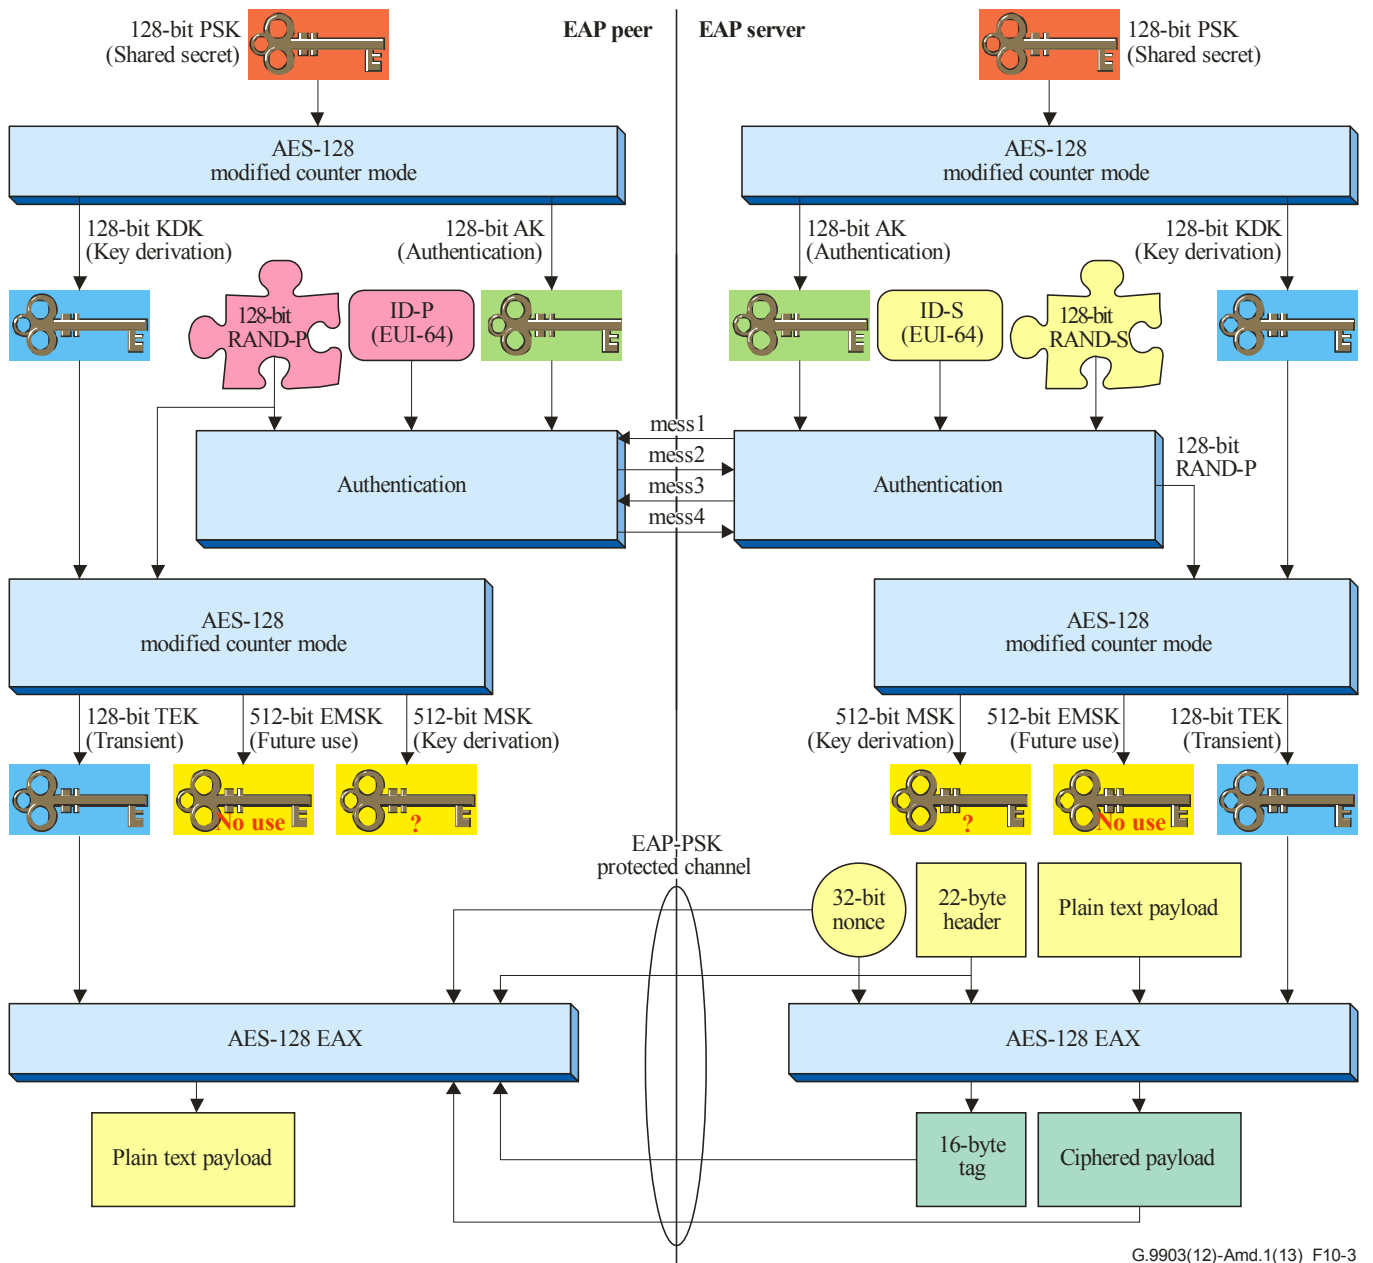 128-bit PSK
(Shared secret)
EAP peer
EAP server
128-bit PSK
(Shared secret)
AES-128
modified counter mode
AES-128
modified counter mode
128-bit KDK
(Key derivation)
128-bit AK
(Authentication)
128-bit AK
(Authentication)
128-bit KDK
(Key derivation)
128-bit
RAND-P
ID-P
(EUI-64)
ID-S
(EUI-64)
128-bit
RAND-S
mess1
mess2
mess3
mess4
Authentication
Authentication
128-bit
RAND-P
AES-128
modified counter mode
AES-128
modified counter mode
128-bit TEK
(Transient)
512-bit EMSK
(Future use)
512-bit MSK
(Key derivation)
512-bit MSK
(Key derivation)
512-bit EMSK
(Future use)
128-bit TEK
(Transient)
No use
?
?
No use
EAP-PSK
protected channel
32-bit
nonce
22-byte
header
Plain text payload
AES-128 EAX
AES-128 EAX
Plain text payload
16-byte
tag
Ciphered payload
G.9903(12)-Amd.1(13)_F10-3